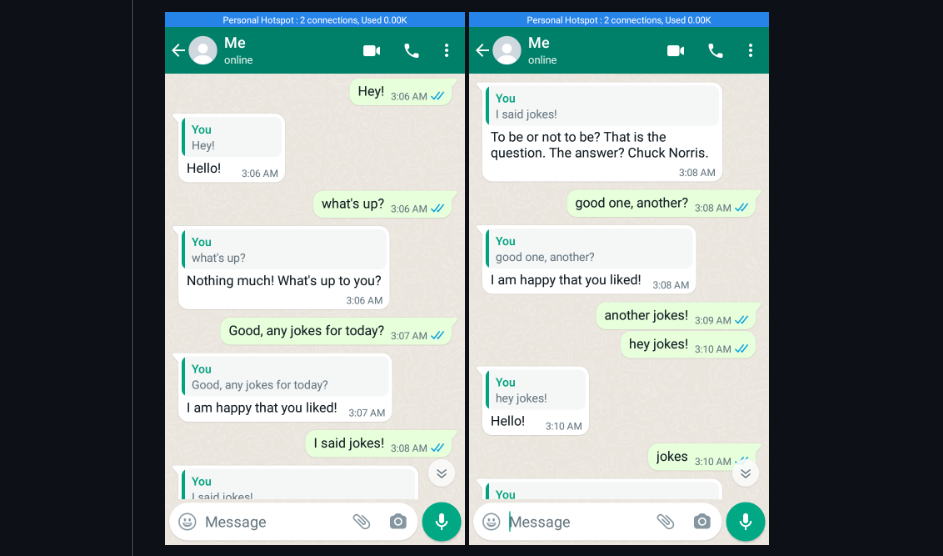 Personal Hotspot : 2 connections, Used 0.00K
Me
online
Hey! 3:06 AM
You
Hey!
Hello! 3:06 AM
what's up? 3:06 AM
You
what's up?
Nothing much! What's up to you?
3:06 AM
Good, any jokes for today? 3:07 AM
You
Good, any jokes for today?
I am happy that you liked! 3:07 AM
I said jokes! 3:08 AM
You
I said jokes!
Message
Personal Hotspot : 2 connections, Used 0.00K
Me
online
You
I said jokes!
To be or not to be? That is the
question. The answer? Chuck Norris.
3:08 AM
good one, another? 3:08 AM
You
good one, another?
I am happy that you liked! 3:08 AM
another jokes! 3:09 AM
hey jokes! 3:10 AM
You
hey jokes!
Hello! 3:10 AM
jokes 3:10 AM
You
Message